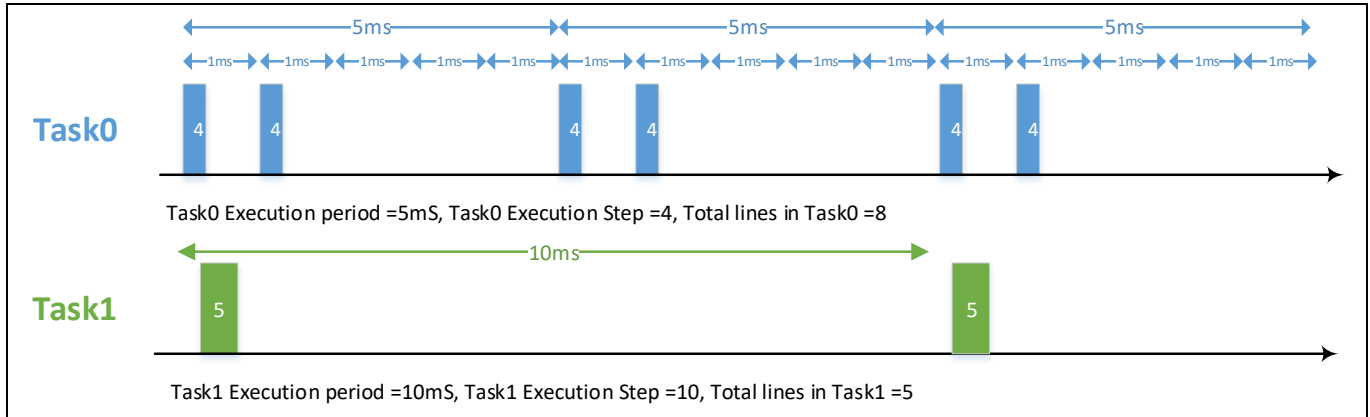 5ms 5ms 5ms
1ms 1ms 1ms 1ms 1ms 1ms 1ms 1ms 1ms 1ms 1ms 1ms 1ms 1ms 1ms
Task0 4 4 4 4 4 4
Task0 Execution period =5mS, Task0 Execution Step =4, Total lines in Task0 =8
10ms
Task1 5 5
Task1 Execution period =10mS, Task1 Execution Step =10, Total lines in Task1 =5